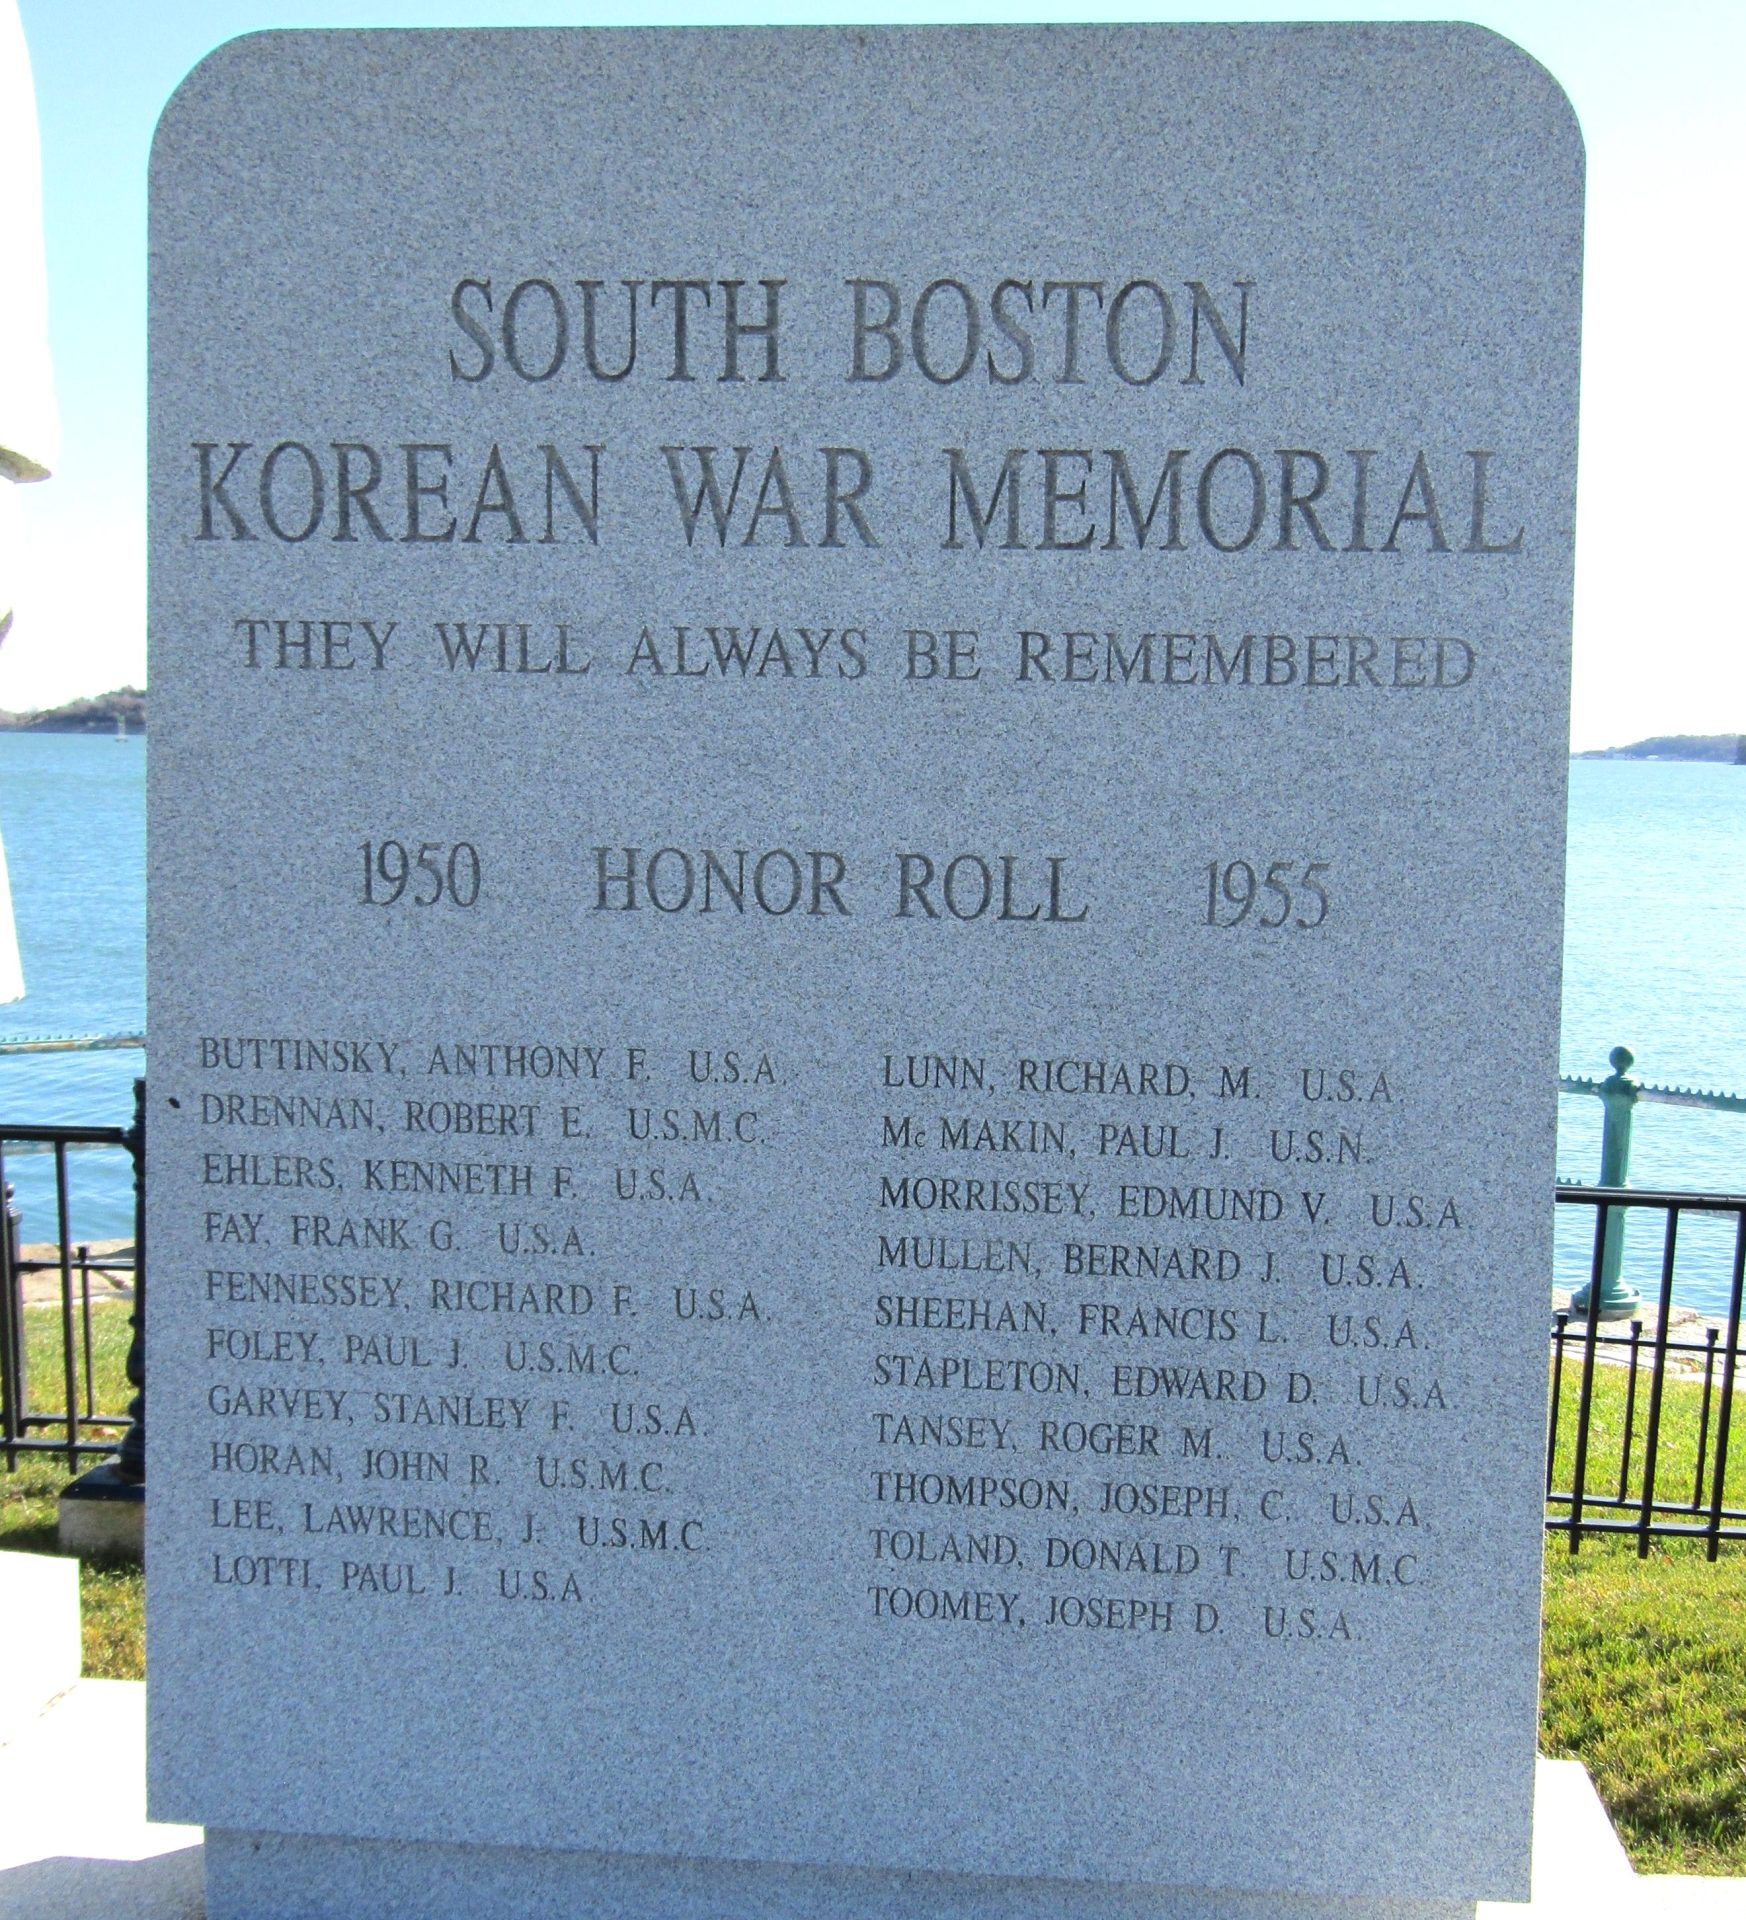 SOUTH BOSTON
KOREAN WAR MEMORIAL
THEY WILL ALWAYS BE REMEMBERED
1950 HONOR ROLL 1955
BUTTINSKY, ANTHONY F. U.S.A.
DRENNAN, ROBERT E. U.S.M.C.
EHLERS, KENNETH F. U.S.A.
FAY, FRANK G. U.S.A.
FENNESSEY, RICHARD F. U.S.A.
FOLEY, PAUL J. U.S.M.C.
GARVEY, STANLEY F. U.S.A.
HORAN, JOHN R. U.S.M.C.
LEE, LAWRENCE, J. U.S.M.C.
LOTTI, PAUL J. U.S.A.
LUNN, RICHARD, M. U.S.A.
Mc MAKIN, PAUL J. U.S.N.
MORRISSEY, EDMUND V. U.S.A.
MULLEN, BERNARD J. U.S.A.
SHEEHAN, FRANCIS L. U.S.A.
STAPLETON, EDWARD D. U.S.A.
TANSEY, ROGER M. U.S.A.
THOMPSON, JOSEPH, C. U.S.A.
TOLAND, DONALD T. U.S.M.C.
TOOMEY, JOSEPH D. U.S.A.